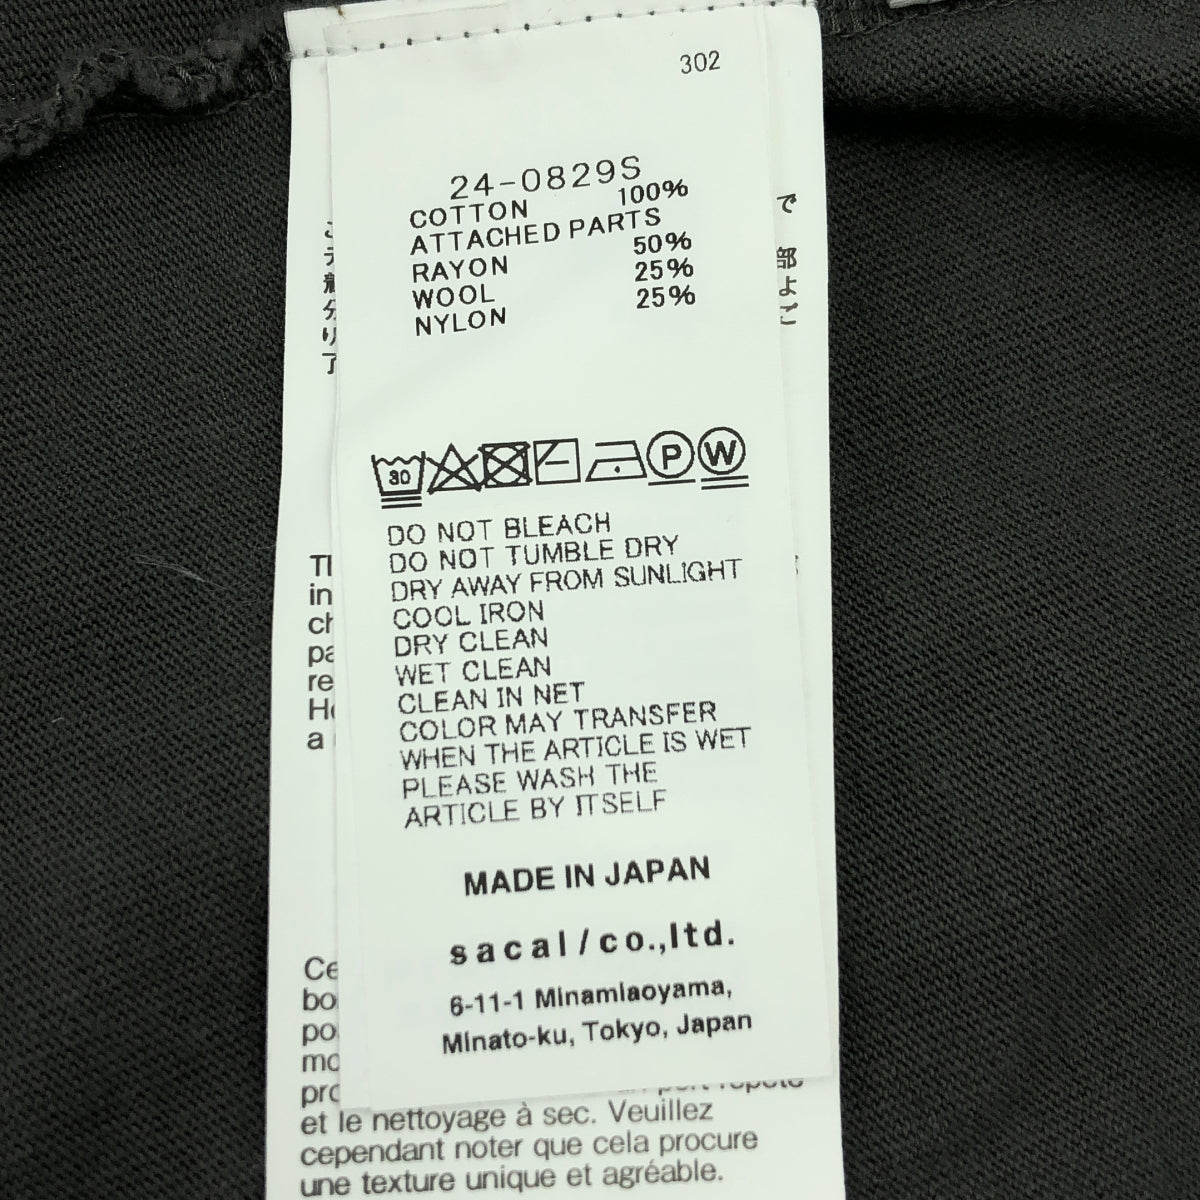 302
24-0829S
COTTON 100%
ATTACHED PARTS
RAYON 50%
WOOL 25%
NYLON 25%
30
P
W
DO NOT BLEACH
DO NOT TUMBLE DRY
DRY AWAY FROM SUNLIGHT
COOL IRON
DRY CLEAN
WET CLEAN
CLEAN IN NET
COLOR MAY TRANSFER
WHEN THE ARTICLE IS WET
PLEASE WASH THE
ARTICLE BY ITSELF
MADE IN JAPAN
sacaI/co.,ltd.
6-11-1 Minamiaoyama,
Minato-ku, Tokyo, Japan
et le nettoyage à sec. Veuillez
cependant noter que cela procure
une texture unique et agréable.